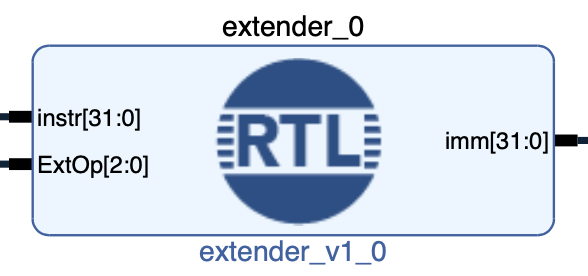 extender_0
instr[31:0]
ExtOp[2:0]
RTL
imm[31:0]
extender_v1_0